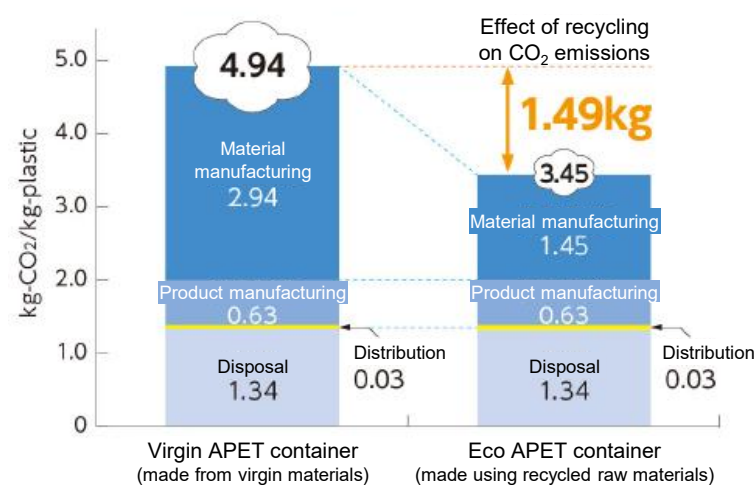 Effect of recycling
on CO₂ emissions
5.0
4.94
1.49kg
4.0
Material
manufacturing
2.94
3.45
3.0
Material manufacturing
1.45
kg-CO₂/kg-plastic
2.0
Product manufacturing
0.63
Product manufacturing
0.63
1.0
Disposal
1.34
Distribution
0.03
Disposal
1.34
Distribution
0.03
0
Virgin APET container
(made from virgin materials)
Eco APET container
(made using recycled raw materials)